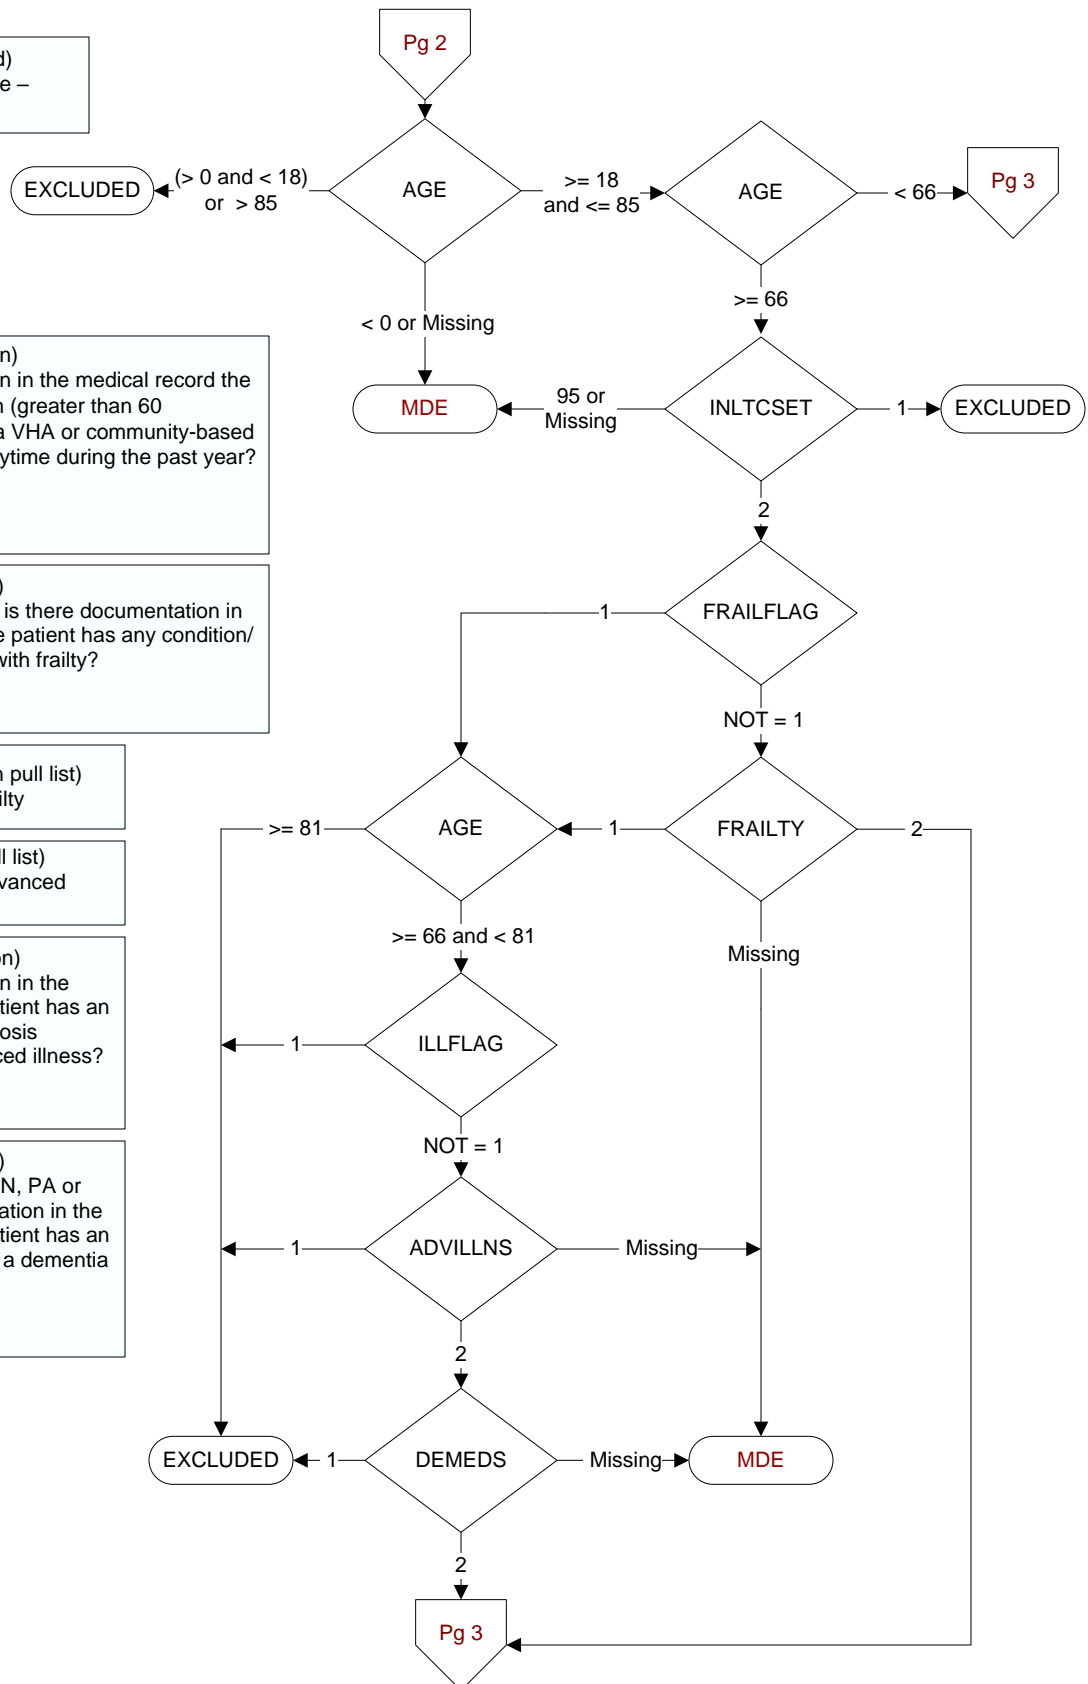 Pg 2
d)
e –
(> 0 and < 18)
or > 85
EXCLUDED
AGE
>= 18
and <= 85
AGE
< 66
Pg 3
< 0 or Missing
>= 66
n)
n in the medical record the
n (greater than 60
a VHA or community-based
ytime during the past year?
MDE
95 or
Missing
INLTCSET
1
EXCLUDED
2
)
is there documentation in
e patient has any condition/
with frailty?
1
FRAILFLAG
NOT = 1
n pull list)
ilty
>= 81
AGE
1
FRAILTY
2
ll list)
vanced
>= 66 and < 81
Missing
on)
n in the
tient has an
osis
ced illness?
1
ILLFLAG
NOT = 1
)
N, PA or
ation in the
tient has an
a dementia
1
ADVILLNS
Missing
2
EXCLUDED
1
DEMEDS
Missing
MDE
2
Pg 3